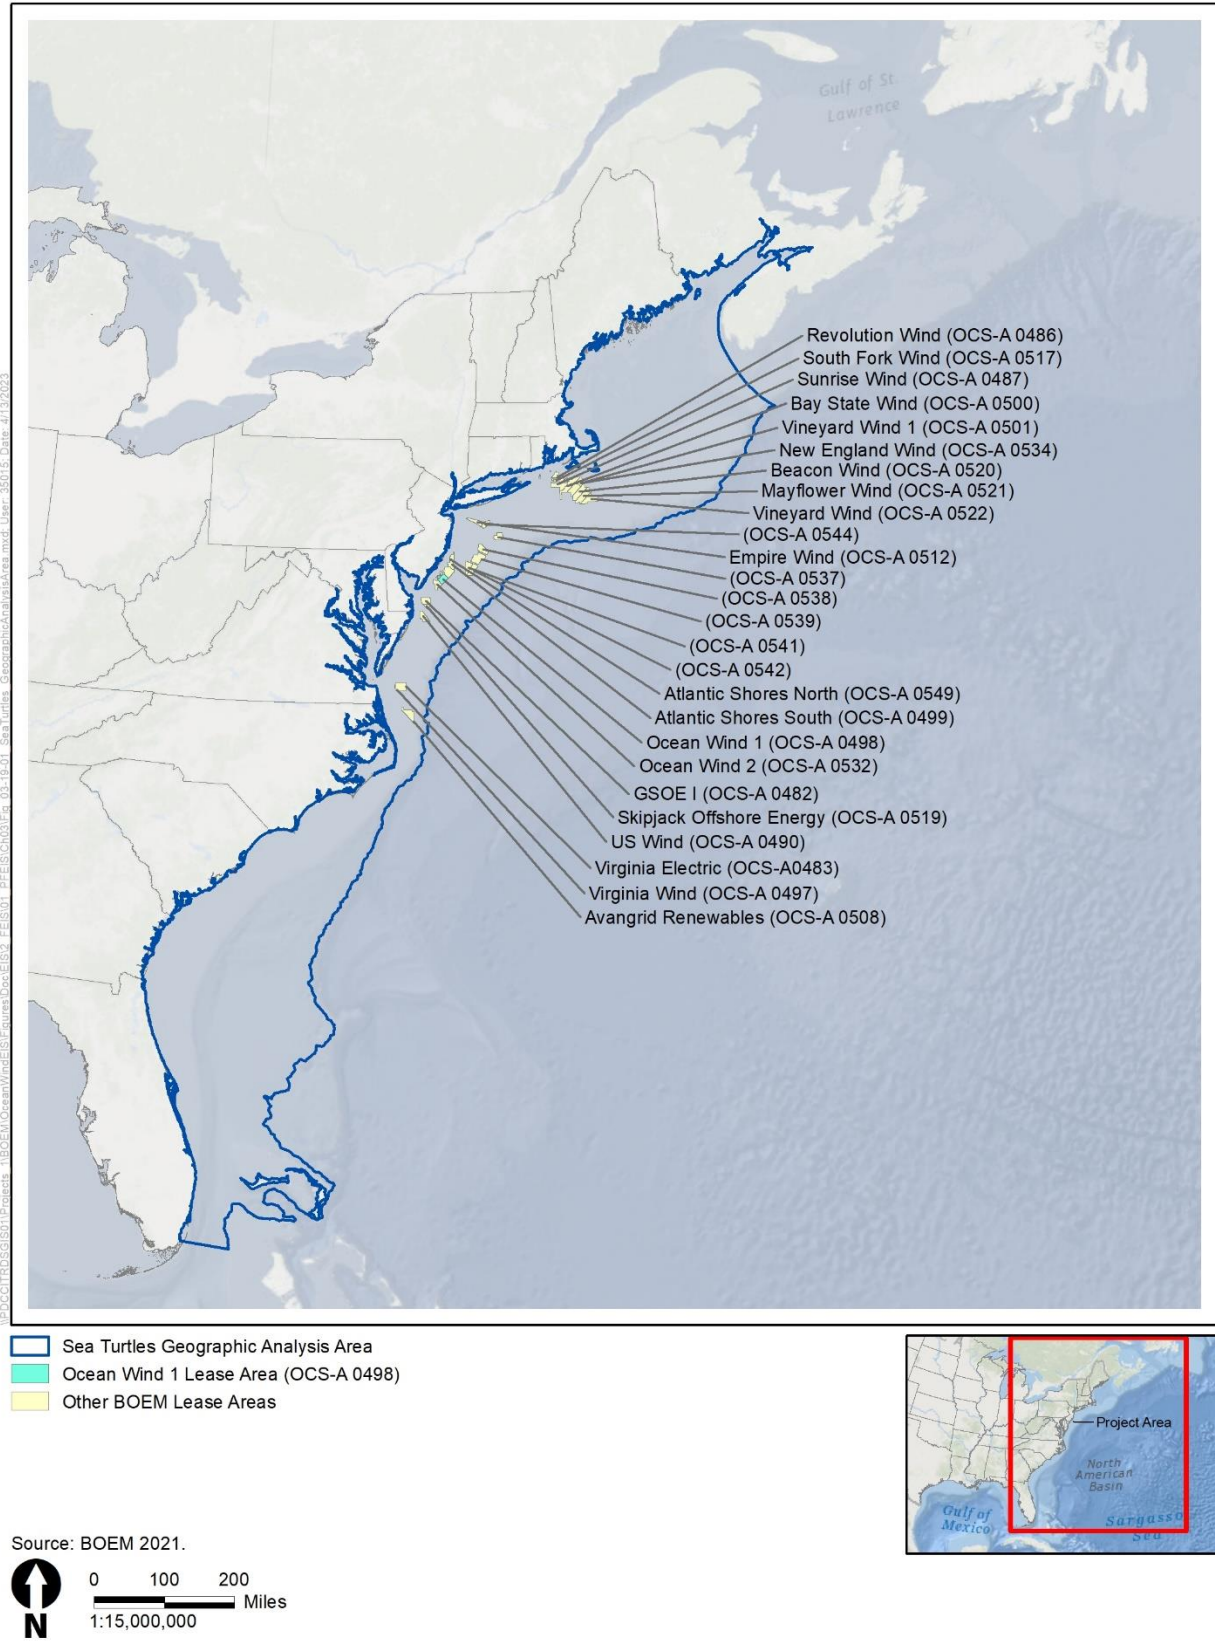 Gulf of St.
Lawrence
Revolution Wind (OCS-A 0486)
South Fork Wind (OCS-A 0517)
Sunrise Wind (OCS-A 0487)
Bay State Wind (OCS-A 0500)
Vineyard Wind 1 (OCS-A 0501)
New England Wind (OCS-A 0534)
Beacon Wind (OCS-A 0520)
Mayflower Wind (OCS-A 0521)
Vineyard Wind (OCS-A 0522)
(OCS-A 0544)
Empire Wind (OCS-A 0512)
(OCS-A 0537)
(OCS-A 0538)
(OCS-A 0539)
(OCS-A 0541)
(OCS-A 0542)
Atlantic Shores North (OCS-A 0549)
Atlantic Shores South (OCS-A 0499)
Ocean Wind 1 (OCS-A 0498)
Ocean Wind 2 (OCS-A 0532)
GSOE I (OCS-A 0482)
Skipjack Offshore Energy (OCS-A 0519)
US Wind (OCS-A 0490)
Virginia Electric (OCS-A0483)
Virginia Wind (OCS-A 0497)
Avangrid Renewables (OCS-A 0508)
Sea Turtles Geographic Analysis Area
Ocean Wind 1 Lease Area (OCS-A 0498)
Other BOEM Lease Areas
Project Area
North
American
Basin
Gulf of
Mexico
Sargasso
Sea
Source: BOEM 2021.
N
0 100 200
Miles
1:15,000,000